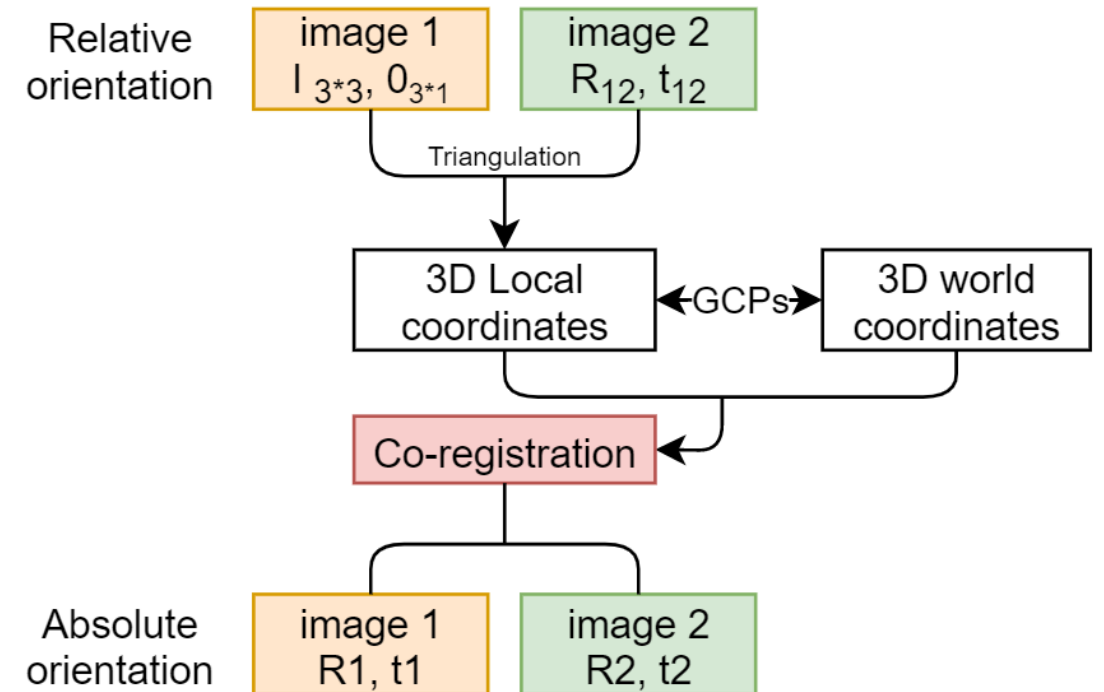 Relative
orientation
image 1
I 3*3, 03*1
image 2
R12, t12
Triangulation
3D Local
coordinates
GCPs
3D world
coordinates
Co-registration
Absolute
orientation
image 1
R1, t1
image 2
R2, t2